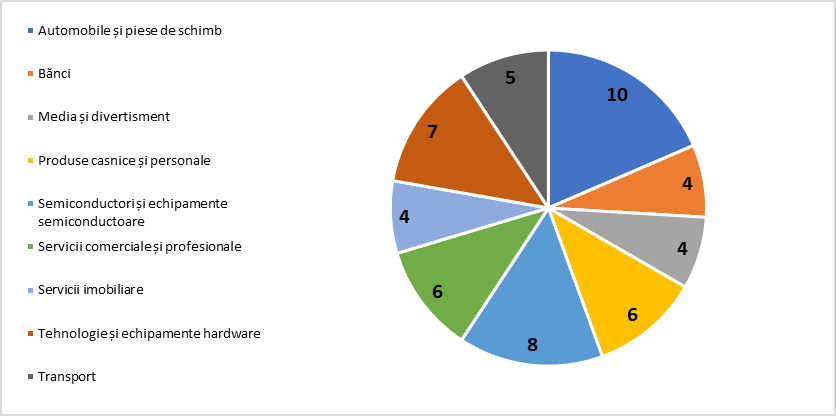 Automobile și piese de schimb
Bănci
Media și divertisment
Produse casnice și personale
Semiconductori și echipamente
semiconductoare
Servicii comerciale și profesionale
Servicii imobiliare
Tehnologie și echipamente hardware
Transport
10
4
4
6
8
6
4
7
5